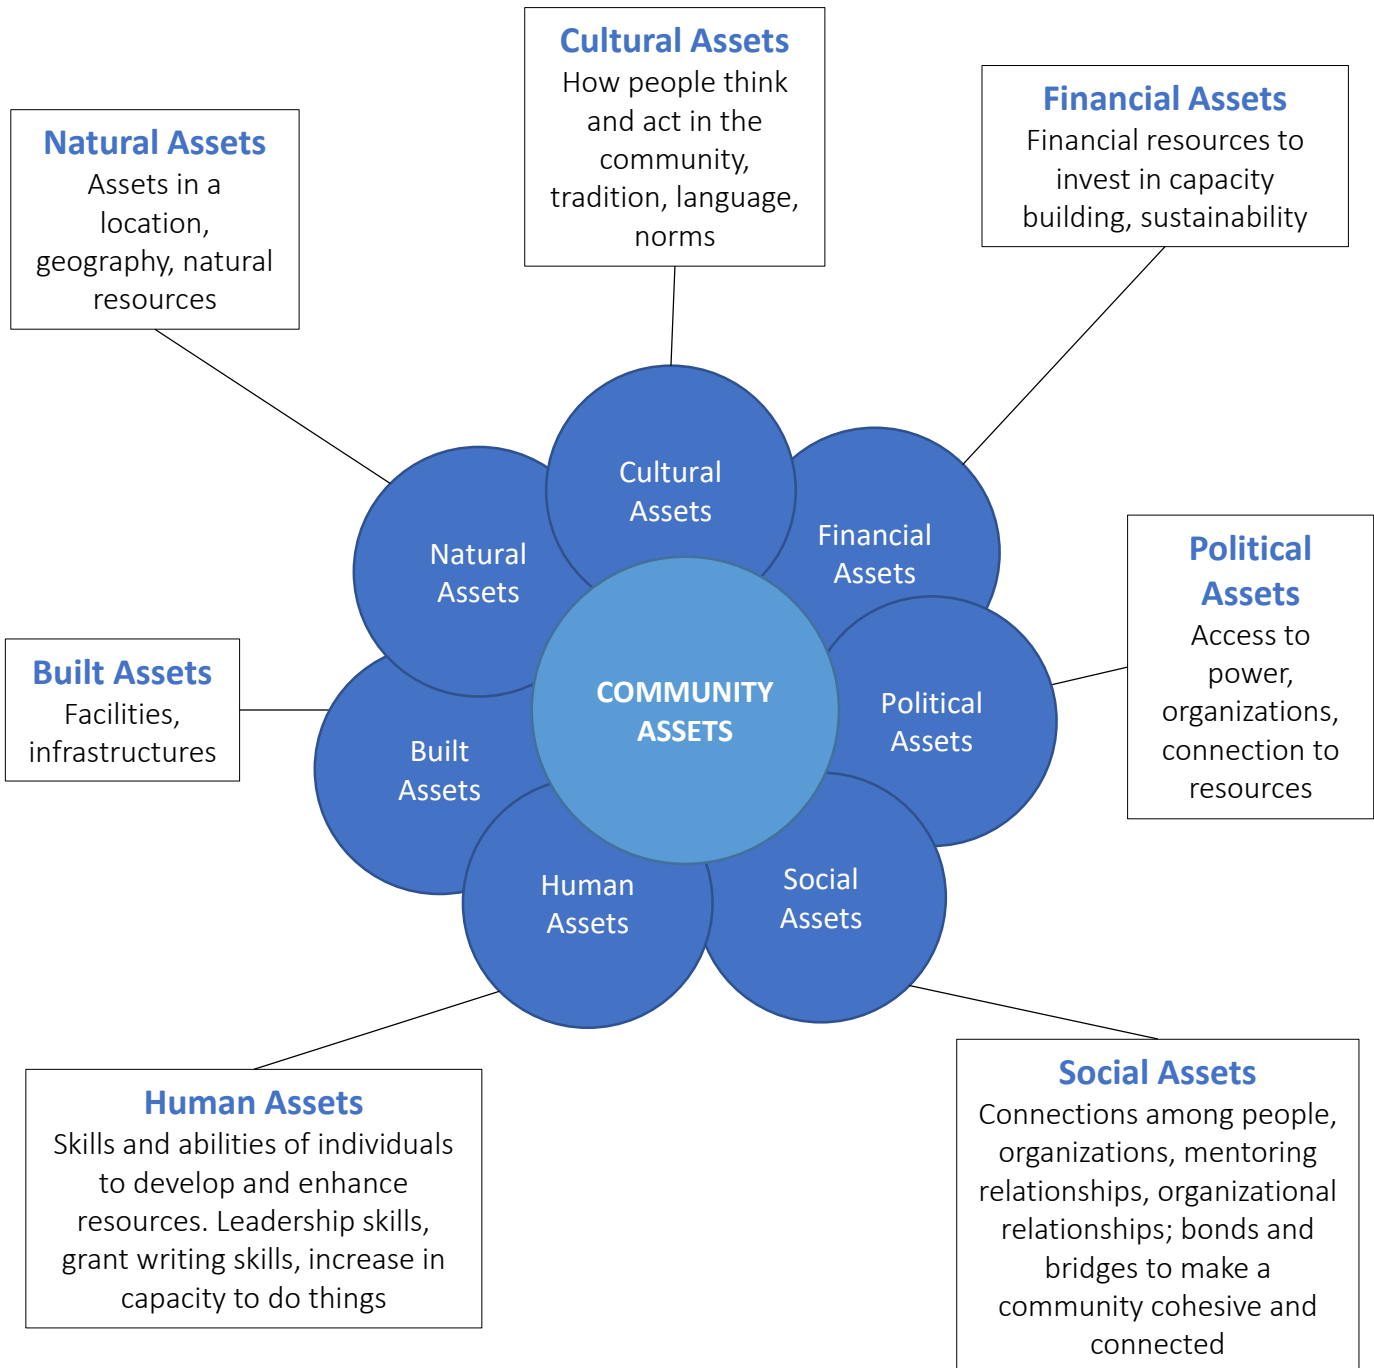 Cultural Assets
How people think
and act in the
community,
tradition, language,
norms
Financial Assets
Financial resources to
invest in capacity
building, sustainability
Natural Assets
Assets in a
location,
geography, natural
resources
Cultural
Assets
Financial
Assets
Natural
Assets
Political
Assets
Access to
power,
organizations,
connection to
resources
Built Assets
Facilities,
infrastructures
COMMUNITY
ASSETS
Political
Assets
Built
Assets
Human
Assets
Social
Assets
Human Assets
Skills and abilities of individuals
to develop and enhance
resources. Leadership skills,
grant writing skills, increase in
capacity to do things
Social Assets
Connections among people,
organizations, mentoring
relationships, organizational
relationships; bonds and
bridges to make a
community cohesive and
connected